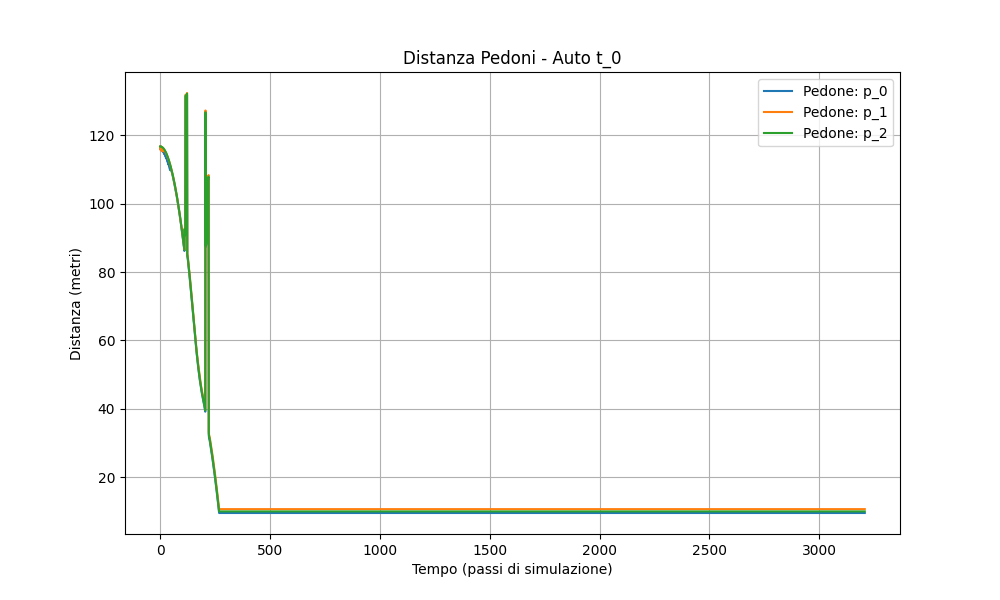 Distanza Pedoni - Auto t_0
Pedone: p_0
Pedone: p_1
Pedone: p_2
Distanza (metri)
120
100
80
60
40
20
0
500
1000
1500
2000
2500
3000
Tempo (passi di simulazione)